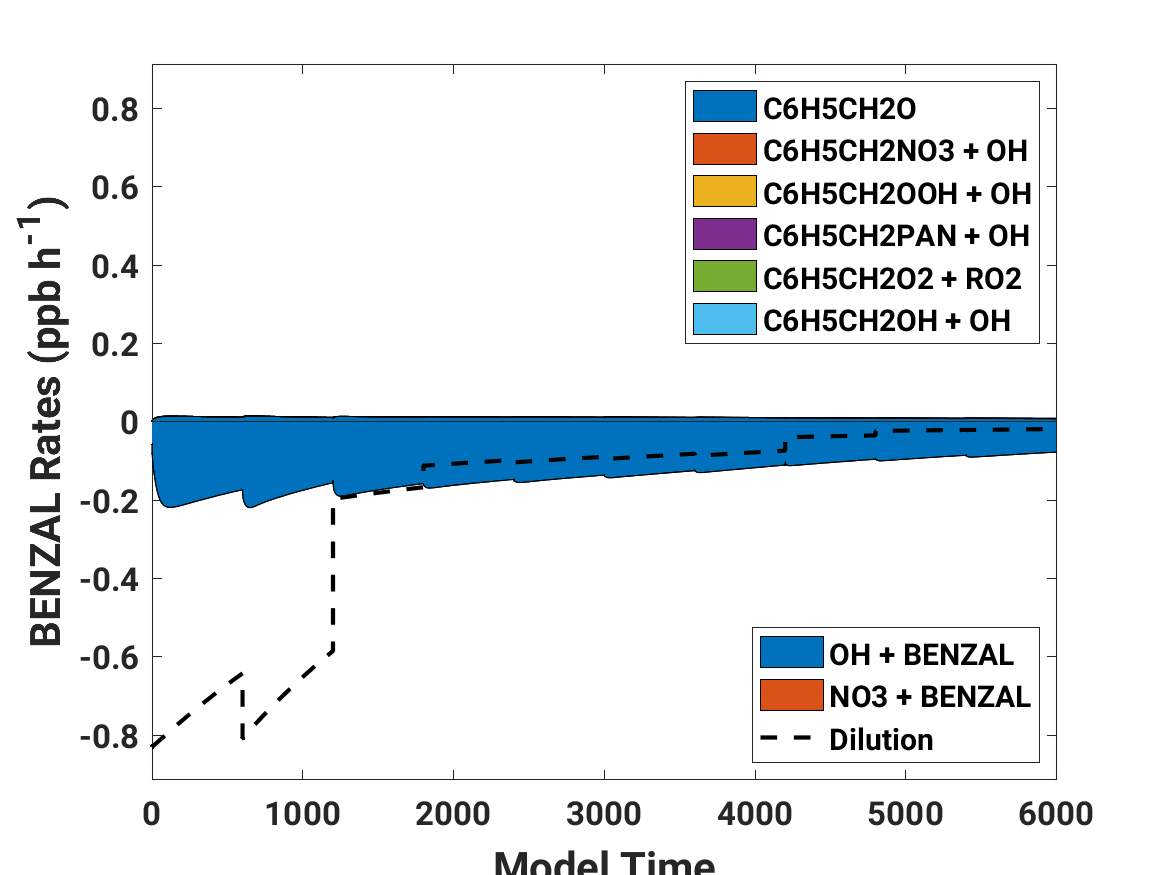 BENZAL Rates (ppb h-1)
0.8
0.6
0.4
0.2
0
-0.2
-0.4
-0.6
-0.8
C6H5CH2O
C6H5CH2NO3 + OH
C6H5CH2OOH + OH
C6H5CH2PAN + OH
C6H5CH2O2 + RO2
C6H5CH2OH + OH
OH + BENZAL
NO3 + BENZAL
Dilution
0 1000 2000 3000 4000 5000 6000
Model Time